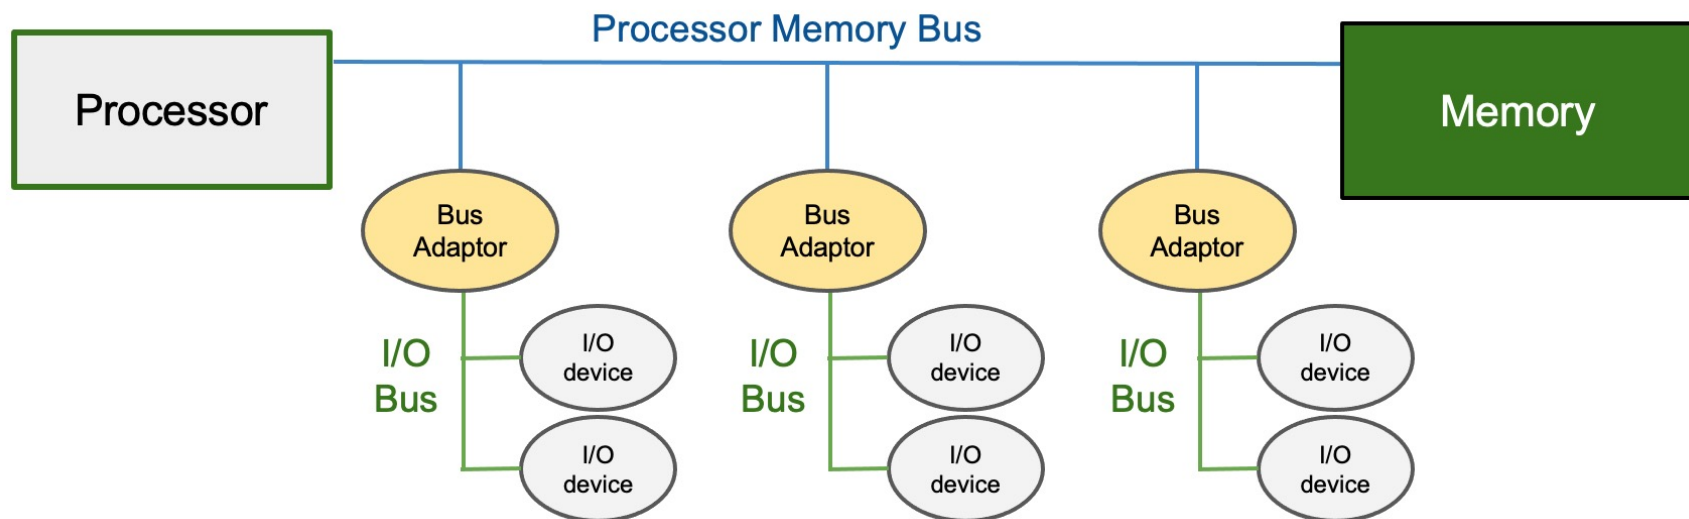 Processor Memory Bus
Processor
Memory
Bus
Adaptor
Bus
Adaptor
Bus
Adaptor
I/O
Bus
I/O
device
I/O
device
I/O
Bus
I/O
device
I/O
device
I/O
Bus
I/O
device
I/O
device